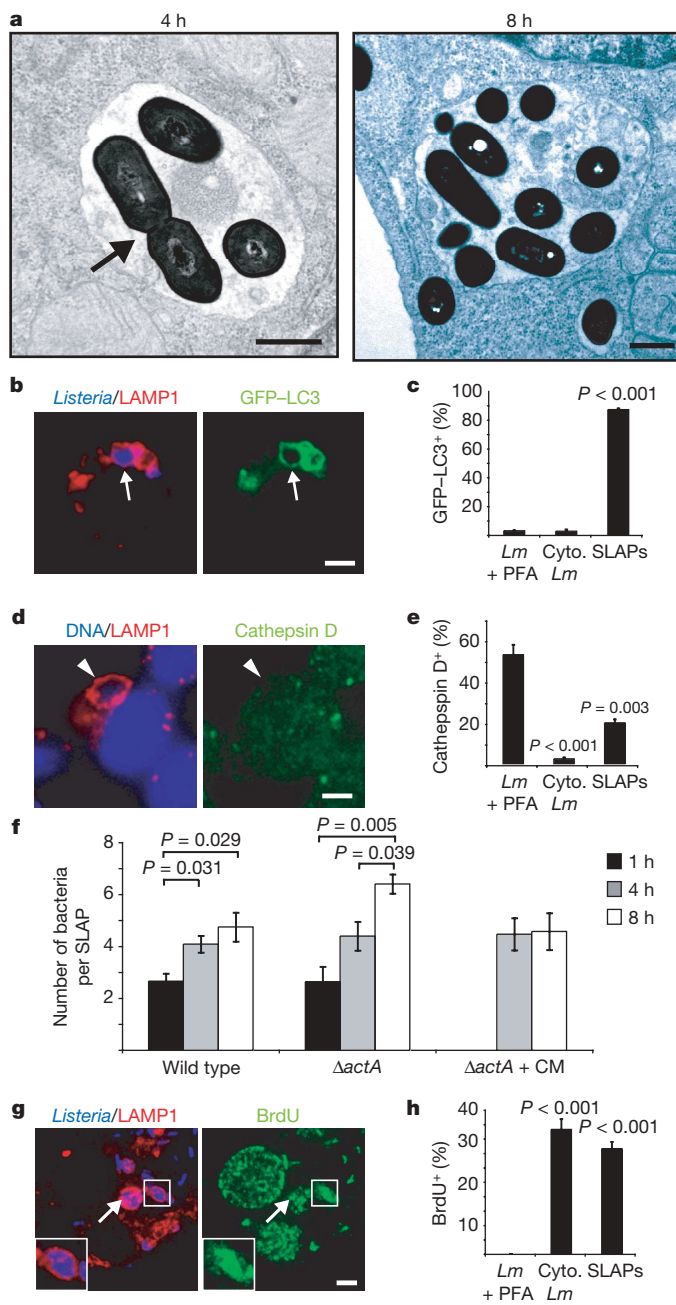 a
4 h
8 h
b
Listeria/LAMP1
GFP–LC3
c
GFP–LC3⁺ (%)
100
80
60
40
20
P < 0.001
Lm + PFA
Cyto. Lm
SLAPs
d
DNA/LAMP1
Cathepsin D
e
Cathepspin D⁺ (%)
60
40
20
P < 0.001
P = 0.003
Lm + PFA
Cyto. Lm
SLAPs
f
Number of bacteria per SLAP
8
6
4
2
P = 0.029
P = 0.031
P = 0.005
P = 0.039
1 h
4 h
8 h
Wild type
ΔactA
ΔactA + CM
g
Listeria/LAMP1
BrdU
h
BrdU⁺ (%)
40
30
20
10
P < 0.001
P < 0.001
Lm + PFA
Cyto. Lm
SLAPs